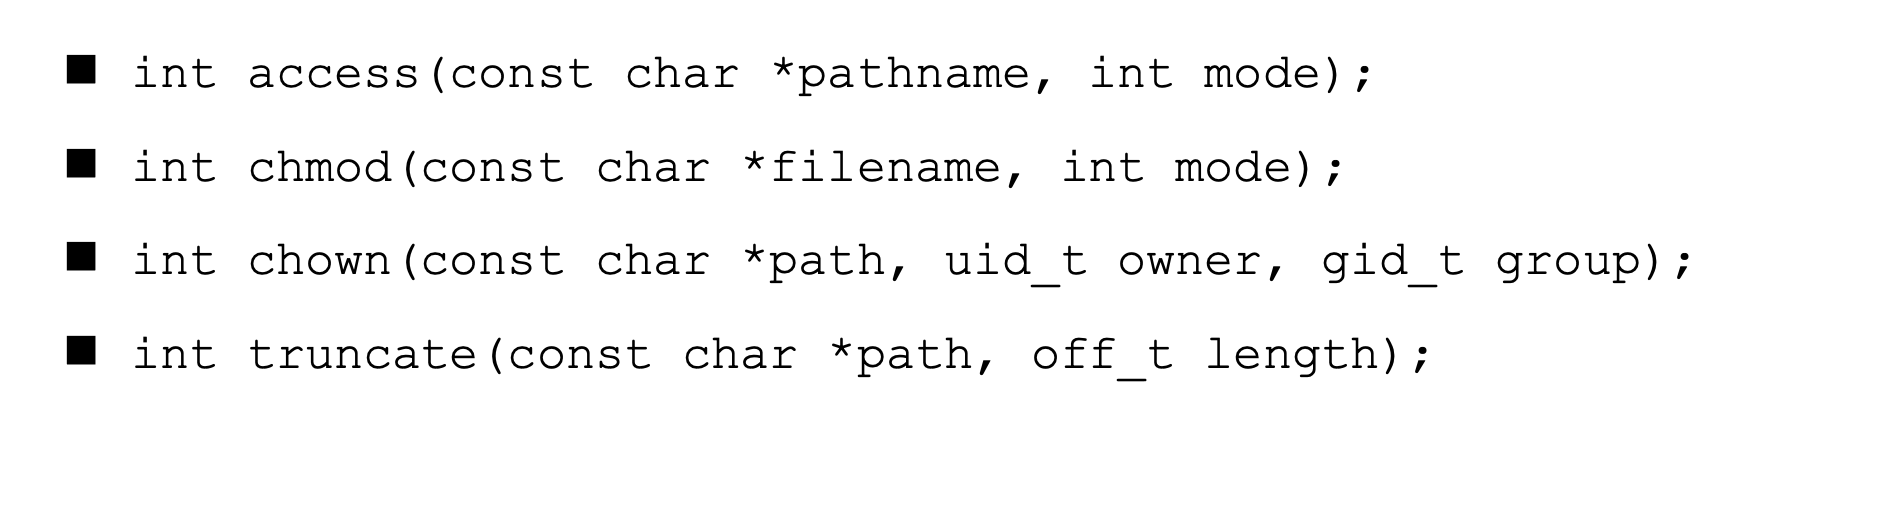 ■ int access(const char *pathname, int mode);
■ int chmod(const char *filename, int mode);
■ int chown(const char *path, uid_t owner, gid_t group);
■ int truncate(const char *path, off_t length);